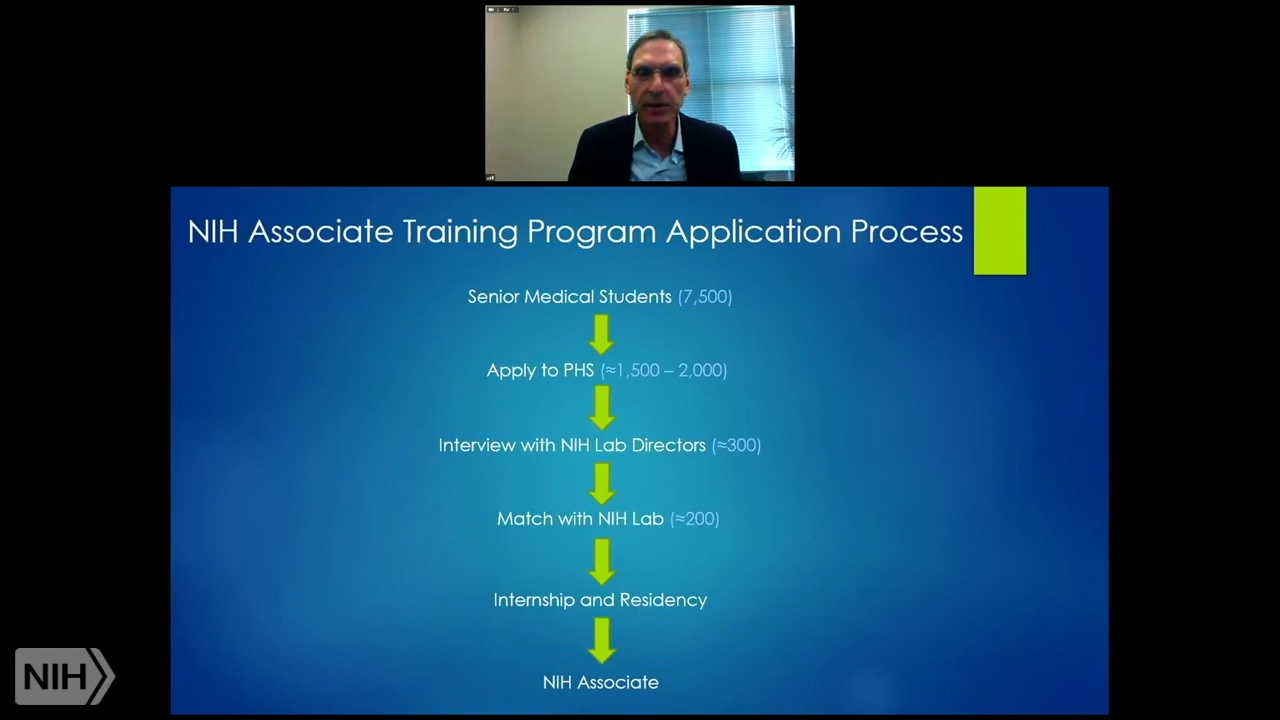 NIH Associate Training Program Application Process
Senior Medical Students (7,500)
Apply to PHS (≈1,500 – 2,000)
Interview with NIH Lab Directors (≈300)
Match with NIH Lab (≈200)
Internship and Residency
NIH Associate
NIH